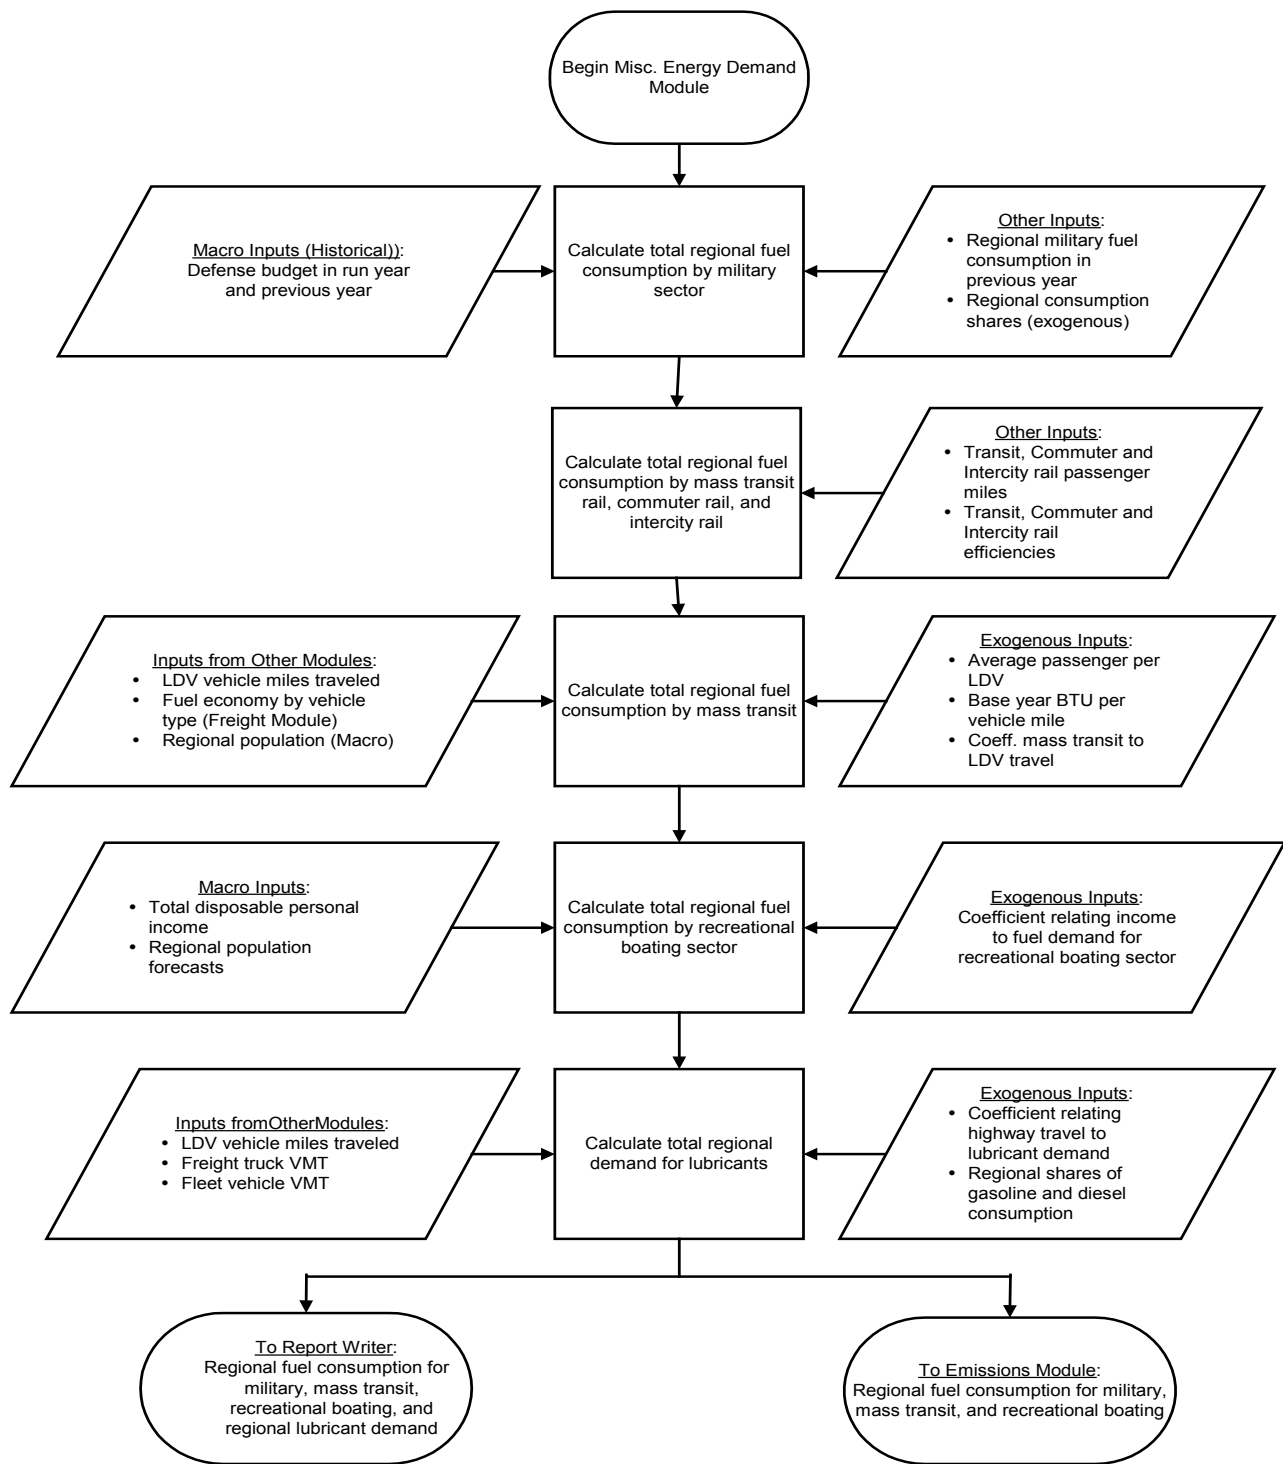 Begin Misc. Energy Demand
Module
Macro Inputs (Historical)):
Defense budget in run year
and previous year
Calculate total regional fuel
consumption by military
sector
Other Inputs:
• Regional military fuel
consumption in
previous year
• Regional consumption
shares (exogenous)
Calculate total regional fuel
consumption by mass transit
rail, commuter rail, and
intercity rail
Other Inputs:
• Transit, Commuter and
Intercity rail passenger
miles
• Transit, Commuter and
Intercity rail
efficiencies
Inputs from Other Modules:
• LDV vehicle miles traveled
• Fuel economy by vehicle
type (Freight Module)
• Regional population (Macro)
Calculate total regional fuel
consumption by mass transit
Exogenous Inputs:
• Average passenger per
LDV
• Base year BTU per
vehicle mile
• Coeff. mass transit to
LDV travel
Macro Inputs:
• Total disposable personal
income
• Regional population
forecasts
Calculate total regional fuel
consumption by recreational
boating sector
Exogenous Inputs:
Coefficient relating income
to fuel demand for
recreational boating sector
Inputs fromOtherModules:
• LDV vehicle miles traveled
• Freight truck VMT
• Fleet vehicle VMT
Calculate total regional
demand for lubricants
Exogenous Inputs:
• Coefficient relating
highway travel to
lubricant demand
• Regional shares of
gasoline and diesel
consumption
To Report Writer:
Regional fuel consumption for
military, mass transit,
recreational boating, and
regional lubricant demand
To Emissions Module:
Regional fuel consumption for military,
mass transit, and recreational boating